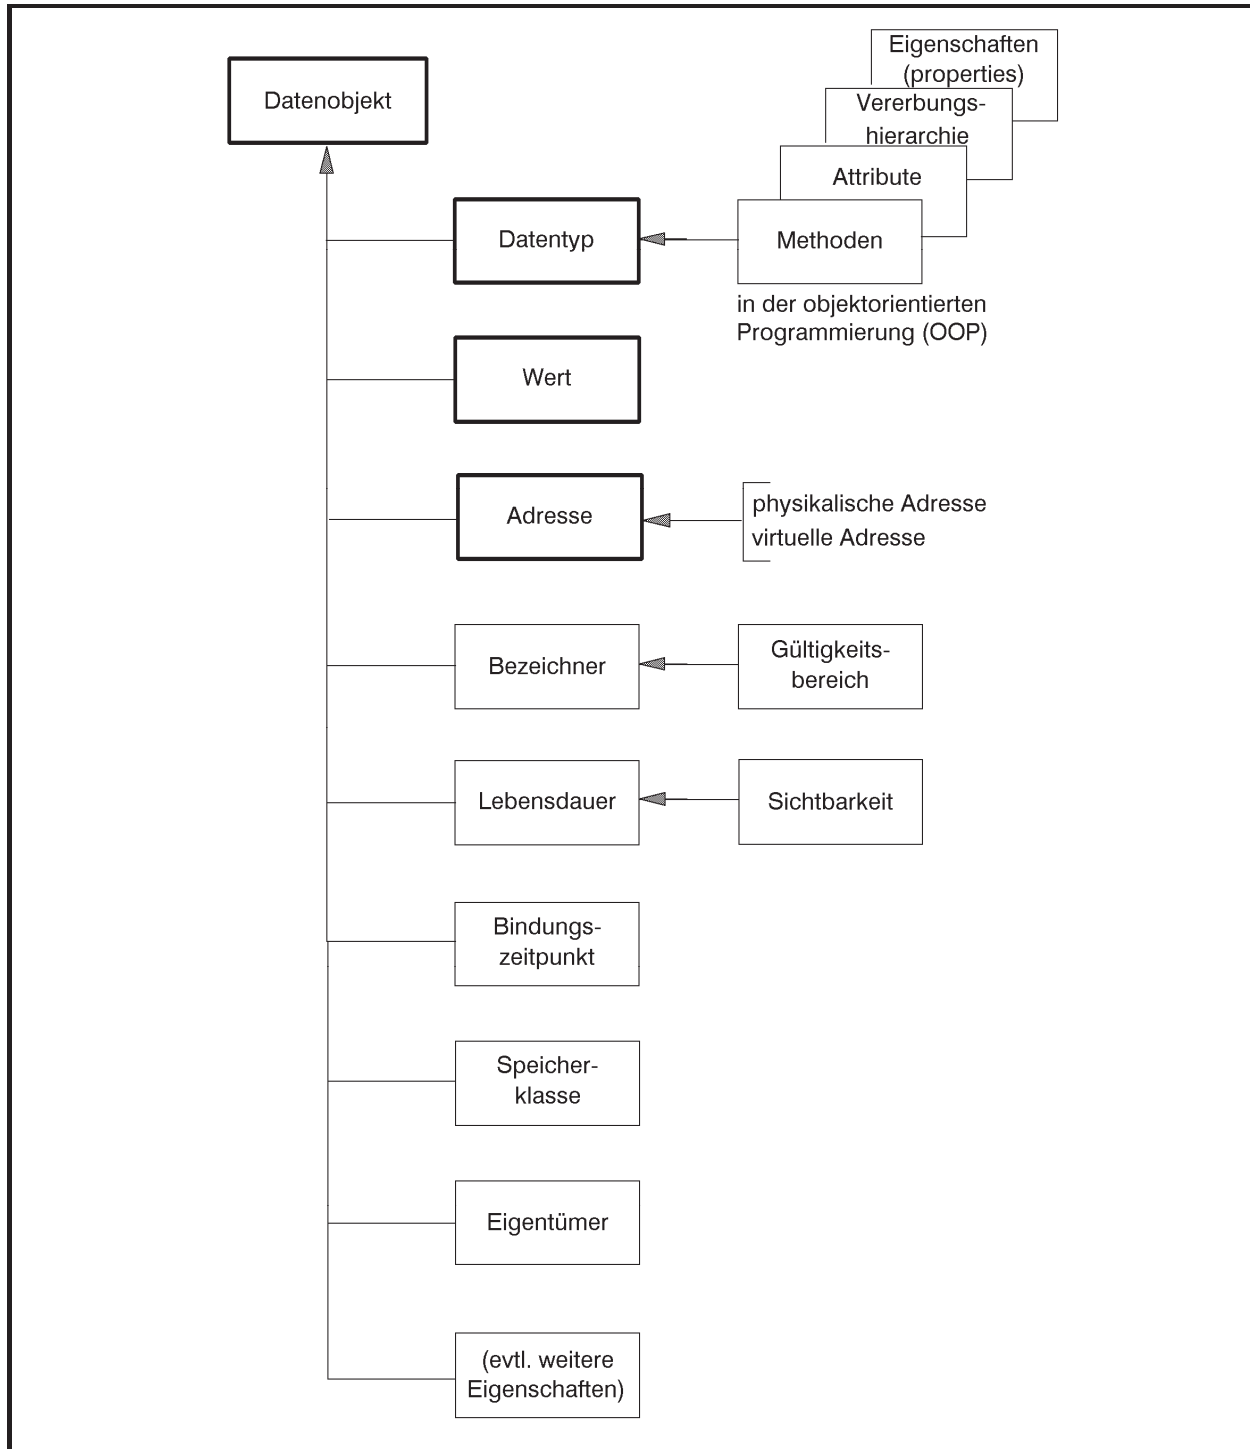 Datenobjekt
Eigenschaften
(properties)
Vererbungs-
hierarchie
Attribute
Datentyp
Methoden
in der objektorientierten
Programmierung (OOP)
Wert
Adresse
physikalische Adresse
virtuelle Adresse
Bezeichner
Gültigkeits-
bereich
Lebensdauer
Sichtbarkeit
Bindungs-
zeitpunkt
Speicher-
klasse
Eigentümer
(evtl. weitere
Eigenschaften)